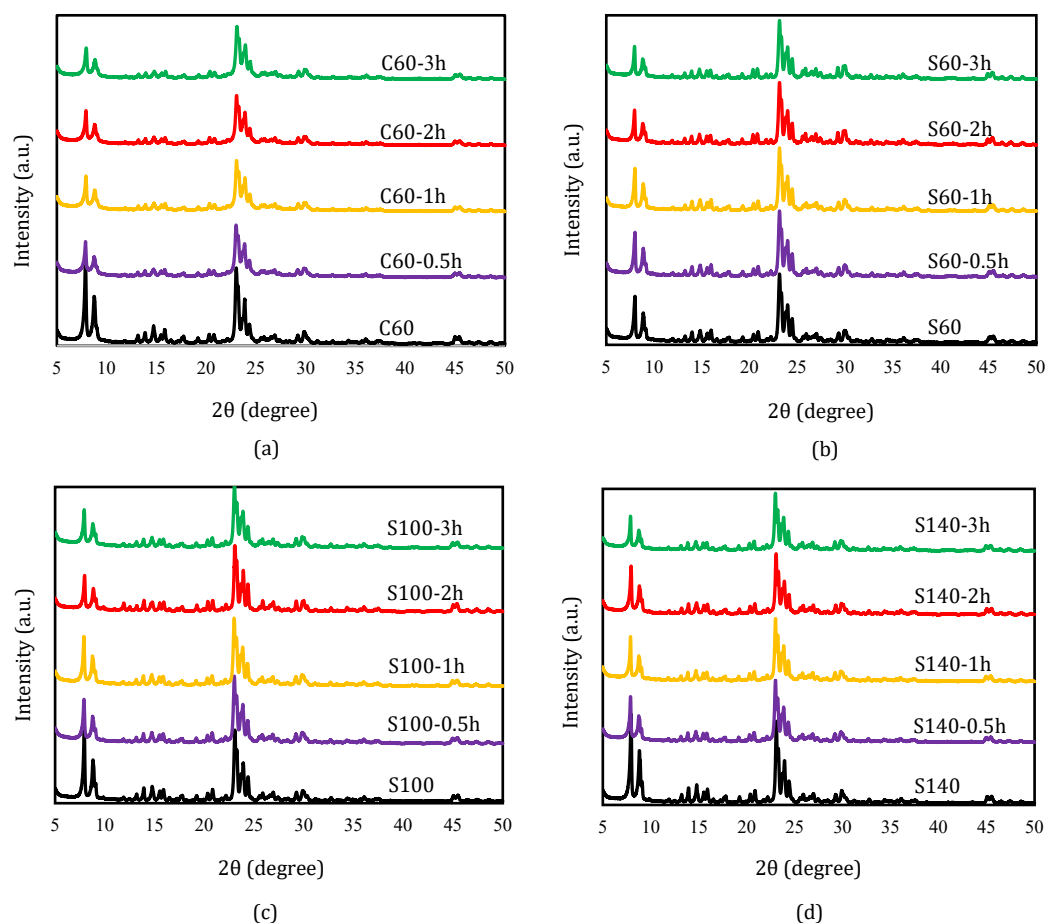 Intensity (a.u.)
C60-3h
C60-2h
C60-1h
C60-0.5h
C60
5 10 15 20 25 30 35 40 45 50
2θ (degree)
(a)
Intensity (a.u.)
S60-3h
S60-2h
S60-1h
S60-0.5h
S60
5 10 15 20 25 30 35 40 45 50
2θ (degree)
(b)
Intensity (a.u.)
S100-3h
S100-2h
S100-1h
S100-0.5h
S100
5 10 15 20 25 30 35 40 45 50
2θ (degree)
(c)
Intensity (a.u.)
S140-3h
S140-2h
S140-1h
S140-0.5h
S140
5 10 15 20 25 30 35 40 45 50
2θ (degree)
(d)